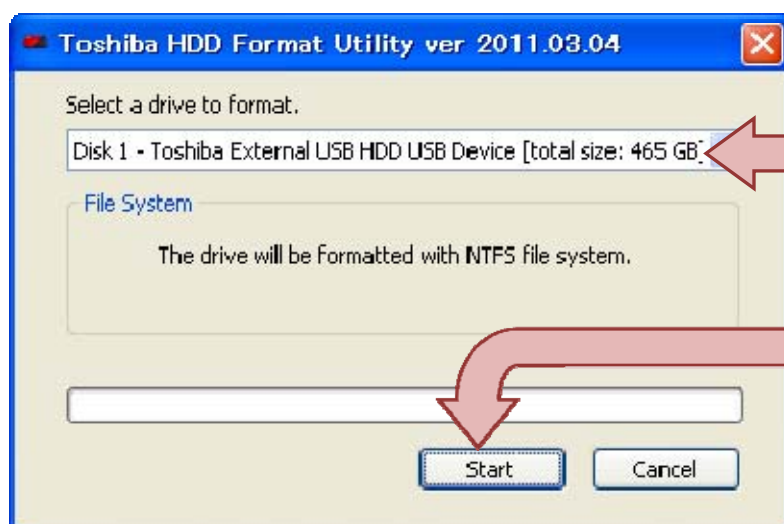 Toshiba HDD Format Utility ver 2011.03.04
Select a drive to format.
Disk 1 - Toshiba External USB HDD USB Device [total size: 465 GB]
File System
The drive will be formatted with NTFS file system.
Start
Cancel